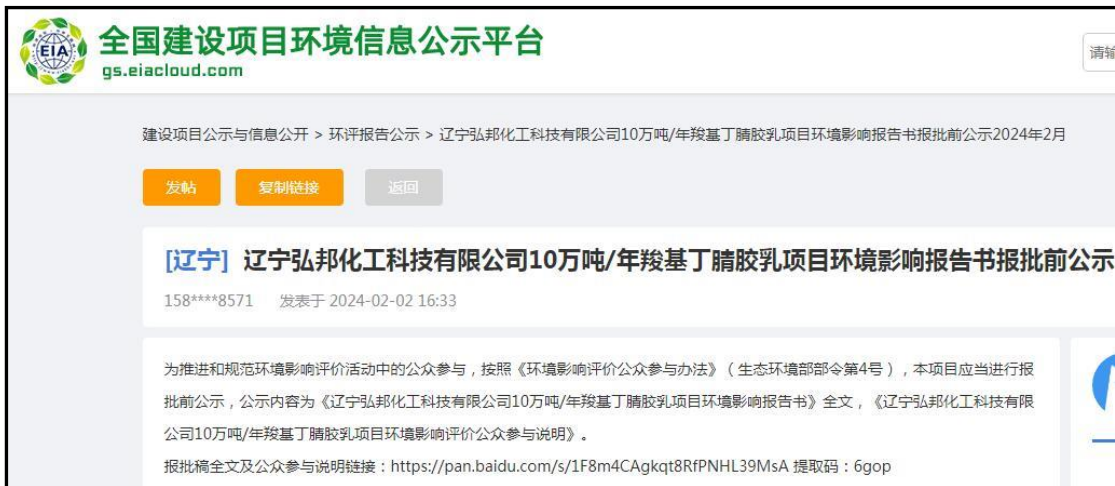 EIA
全国建设项目环境信息公示平台
gs.eiacloud.com
请输
建设项目公示与信息公开 > 环评报告公示 > 辽宁弘邦化工科技有限公司10万吨/年羧基丁腈胶乳项目环境影响报告书报批前公示2024年2月
发帖 复制链接 返回
[辽宁] 辽宁弘邦化工科技有限公司10万吨/年羧基丁腈胶乳项目环境影响报告书报批前公示
158****8571 发表于 2024-02-02 16:33
为推进和规范环境影响评价活动中的公众参与，按照《环境影响评价公众参与办法》（生态环境部部令第4号），本项目应当进行报
批前公示，公示内容为《辽宁弘邦化工科技有限公司10万吨/年羧基丁腈胶乳项目环境影响报告书》全文，《辽宁弘邦化工科技有限
公司10万吨/年羧基丁腈胶乳项目环境影响评价公众参与说明》。
报批稿全文及公众参与说明链接：https://pan.baidu.com/s/1F8m4CAgkqt8RfPNHL39MsA 提取码：6gop